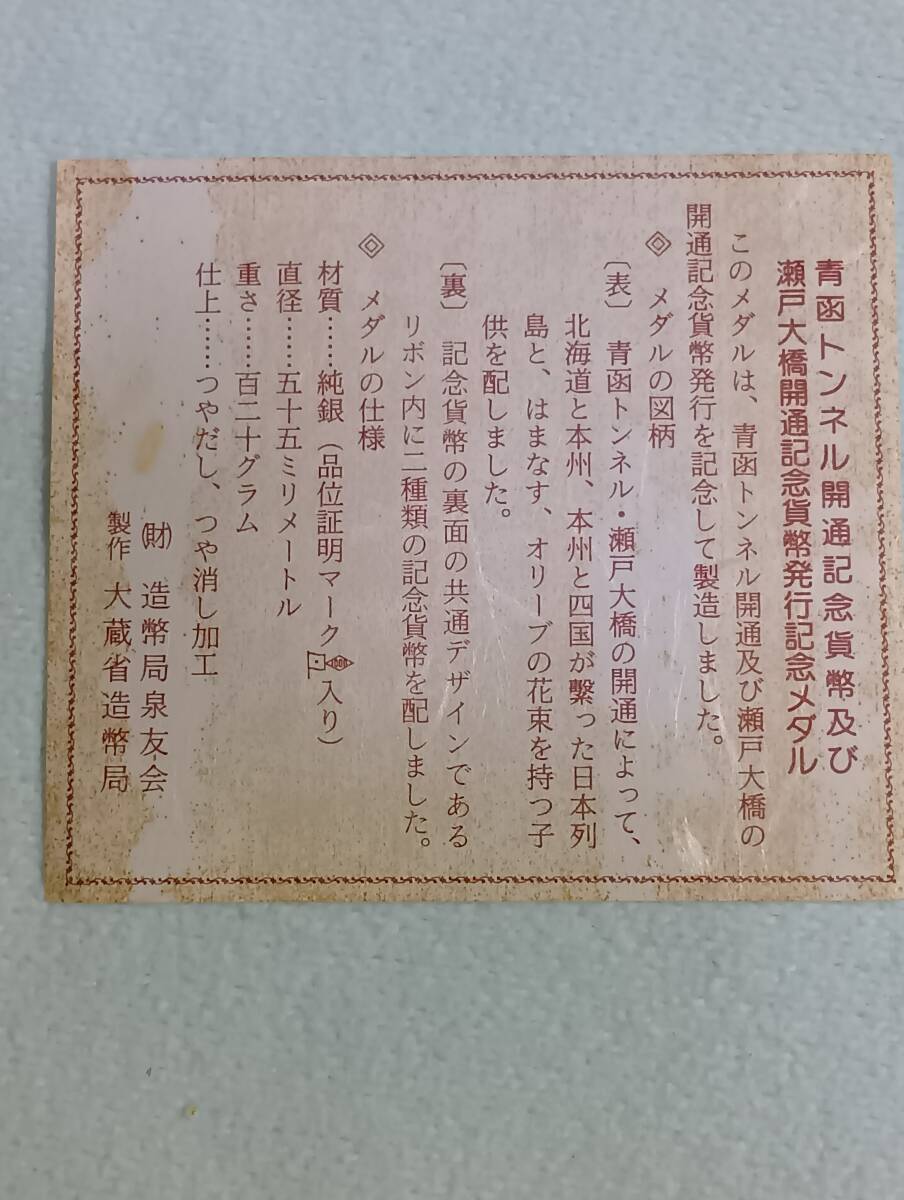 青函トンネル開通記念貨幣及び
瀬戸大橋開通記念貨幣発行記念メダル
このメダルは、青函トンネル開通及び瀬戸大橋の
開通記念貨幣発行を記念して製造しました。
◈ メダルの図柄
〔表〕 青函トンネル・瀬戸大橋の開通によって、
北海道と本州、本州と四国が繋った日本列
島と、はまなす、オリーブの花束を持つ子
供を配しました。
〔裏〕 記念貨幣の裏面の共通デザインである
リボン内に二種類の記念貨幣を配しました。
◈ メダルの仕様
材質……純銀（品位証明マーク入り）
直径……五十五ミリメートル
重さ……百二十グラム
仕上……つやだし、つや消し加工
㈶ 造幣局泉友会
製作 大蔵省造幣局